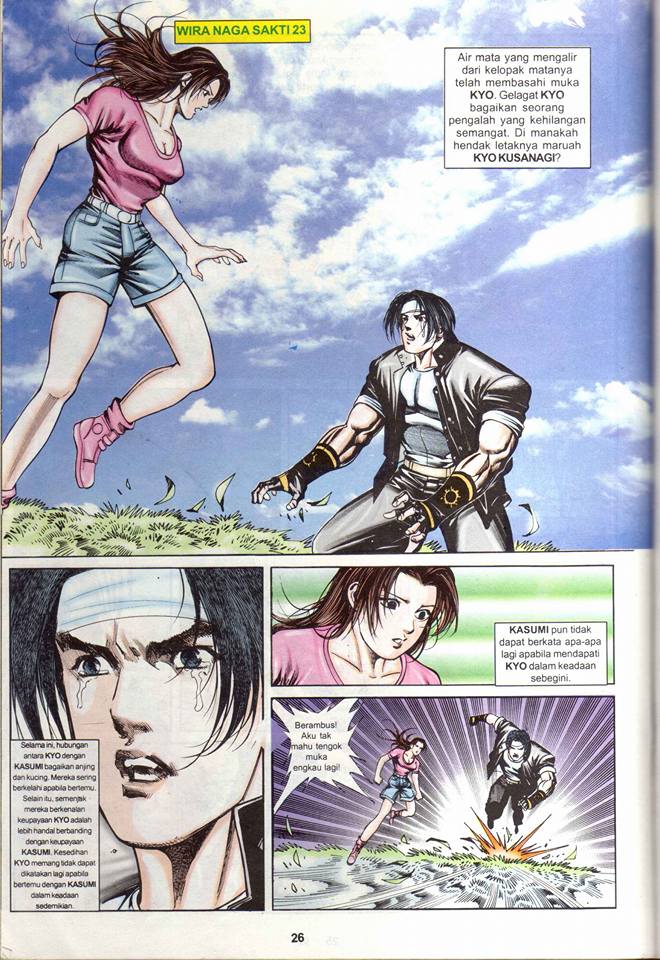 WIRA NAGA SAKTI 23
Air mata yang mengalir
dari kelopak matanya
telah membasahi muka
KYO. Gelagat KYO
bagaikan seorang
pengalah yang kehilangan
semangat. Di manakah
hendak letaknya maruah
KYO KUSANAGI?
KASUMI pun tidak
dapat berkata apa-apa
lagi apabila mendapati
KYO dalam keadaan
sebegini.
Selama ini, hubungan
antara KYO dengan
KASUMI bagaikan anjing
dan kucing. Mereka sering
berkelahi apabila bertemu.
Selain itu, semenjak
mereka berkenalan
keupayaan KYO adalah
lebih handal berbanding
dengan keupayaan
KASUMI. Kesedihan
KYO memang tidak dapat
dikatakan lagi apabila
bertemu dengan KASUMI
dalam keadaan
sedemikian.
Berambus!
Aku tak
mahu tengok
muka
engkau lagi!
26